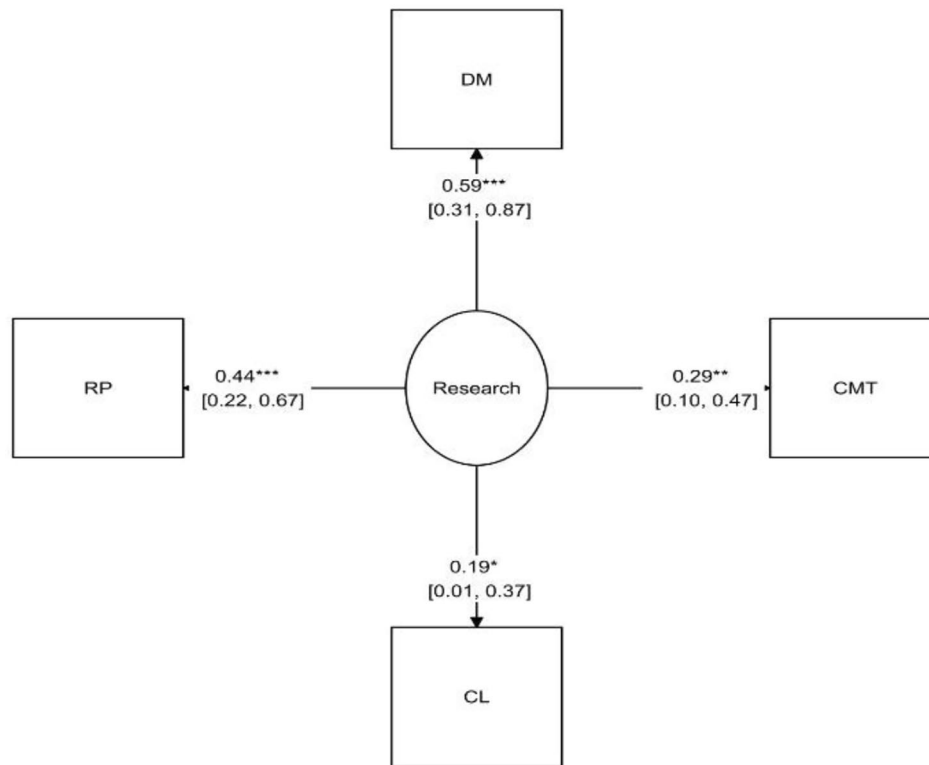 DM
0.59***
[0.31, 0.87]
RP
0.44***
[0.22, 0.67]
Research
0.29**
[0.10, 0.47]
CMT
0.19*
[0.01, 0.37]
CL